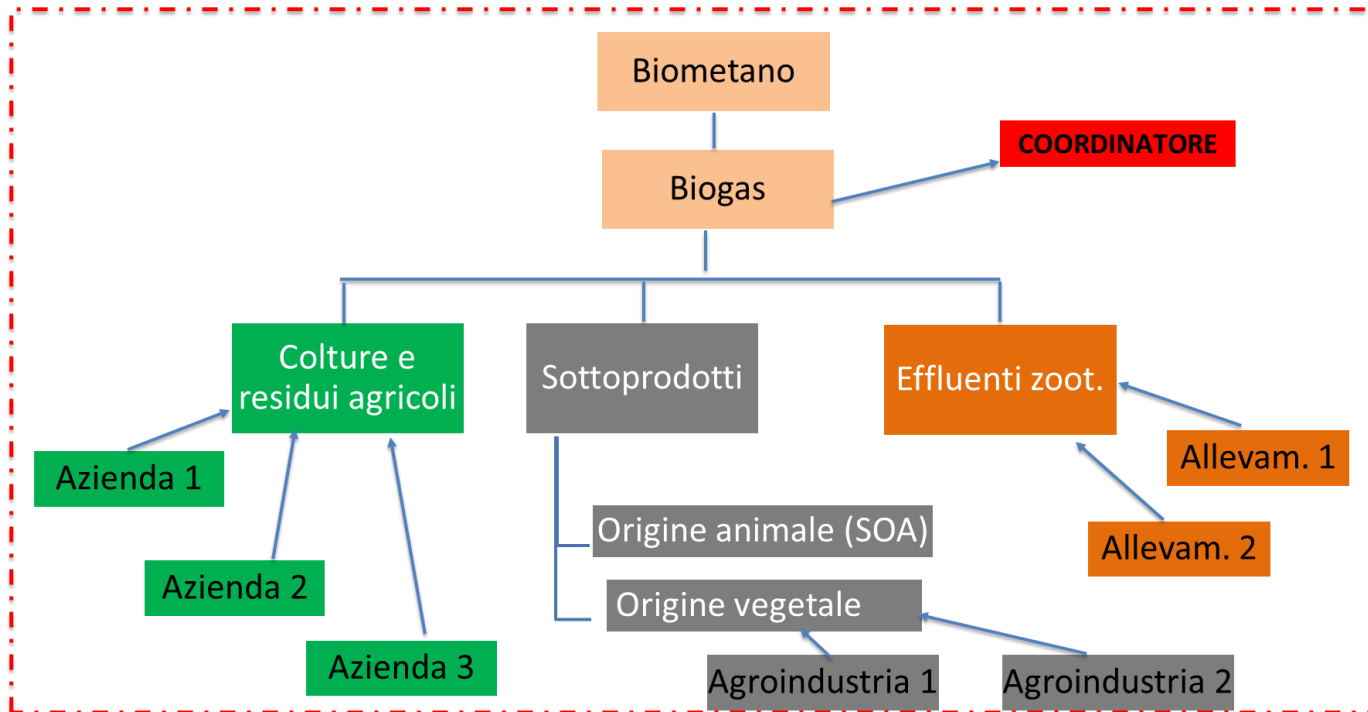 Biometano
COORDINATORE
Biogas
Colture e
residui agricoli
Sottoprodotti
Effluenti zoot.
Azienda 1
Allevam. 1
Origine animale (SOA)
Allevam. 2
Azienda 2
Origine vegetale
Azienda 3
Agroindustria 1
Agroindustria 2